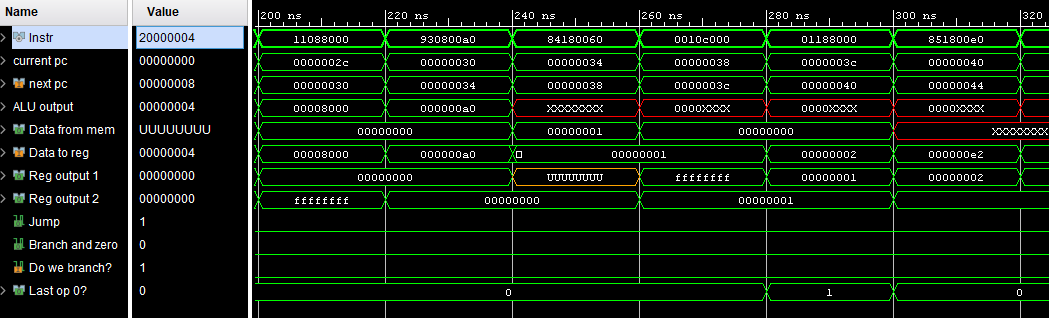 Name Value 200 ns 220 ns 240 ns 260 ns 280 ns 300 ns 320
Instr 20000004 11088000 930800a0 84180060 0010c000 01188000 851800e0
current pc 00000000 0000002c 00000030 00000034 00000038 0000003c 00000040
next pc 00000008 00000030 00000034 00000038 0000003c 00000040 00000044
ALU output 00000004 00008000 000000a0 XXXXXXXX 0000XXXX 0000XXXX 0000XXXX
Data from mem UUUUUUUU 00000000 00000001 00000000 XXXXXXXX
Data to reg 00000004 00008000 000000a0 00000001 00000002 000000e2
Reg output 1 00000000 00000000 UUUUUUUU ffffffff 00000001 00000002
Reg output 2 00000000 ffffffff 00000000 00000001
Jump 1
Branch and zero 0
Do we branch? 1
Last op 0? 0 0 1 0